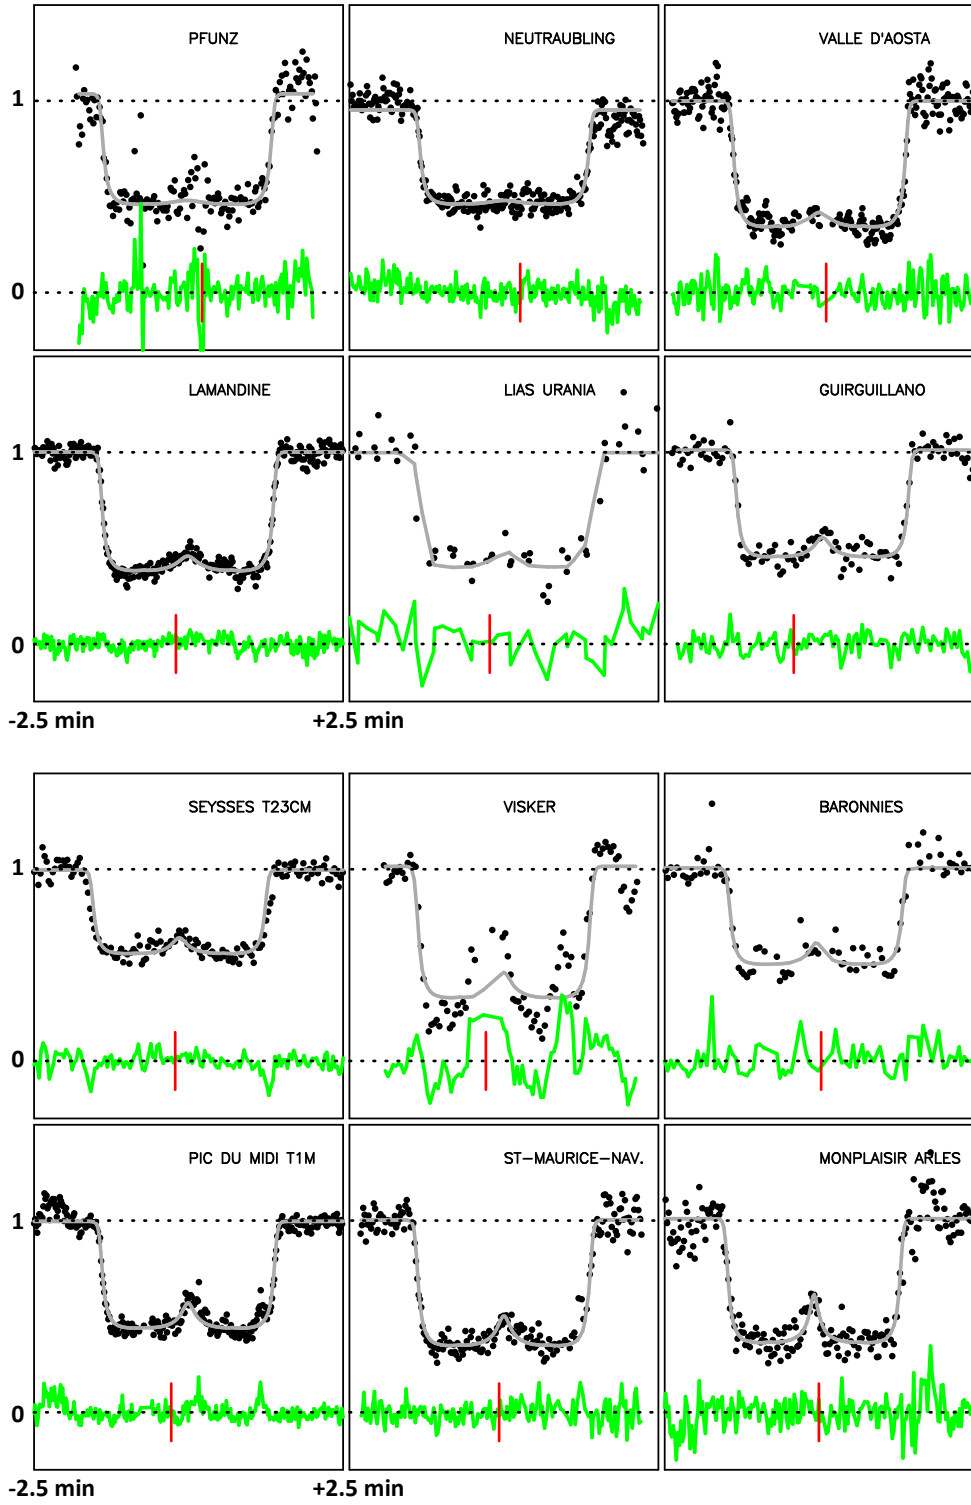 PFUNZ
NEUTRAUBLING
VALLE D'AOSTA
1
0
LAMANDINE
LIAS URANIA
GUIRGUILLANO
1
0
-2.5 min
+2.5 min
SEYSSES T23CM
VISKER
BARONNIES
1
0
PIC DU MIDI T1M
ST-MAURICE-NAV.
MONPLAISIR ARLES
1
0
-2.5 min
+2.5 min